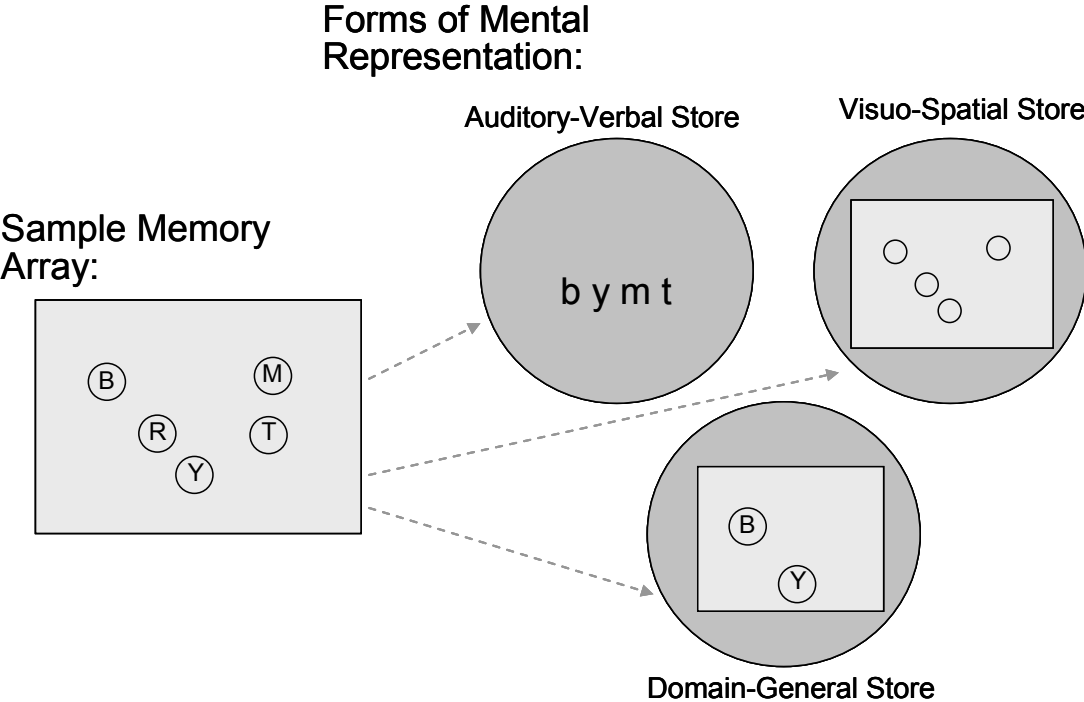 Forms of Mental
Representation:
Auditory-Verbal Store
Visuo-Spatial Store
Sample Memory
Array:
b y m t
B
M
R
T
Y
B
Y
Domain-General Store